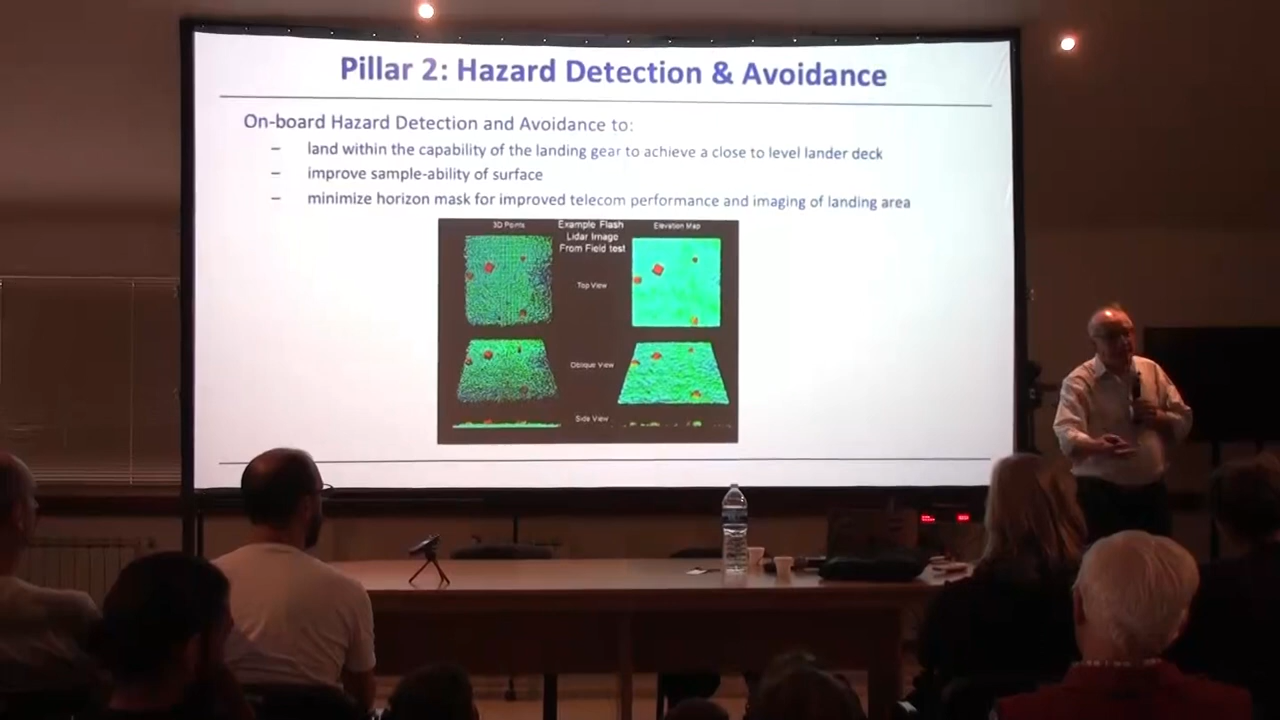 Pillar 2: Hazard Detection & Avoidance
On-board Hazard Detection and Avoidance to:
– land within the capability of the landing gear to achieve a close to level lander deck
– improve sample-ability of surface
– minimize horizon mask for improved telecom performance and imaging of landing area
3D Points
Example Flash
Lidar Image
From Field test
Elevation Map
Top View
Oblique View
Side View